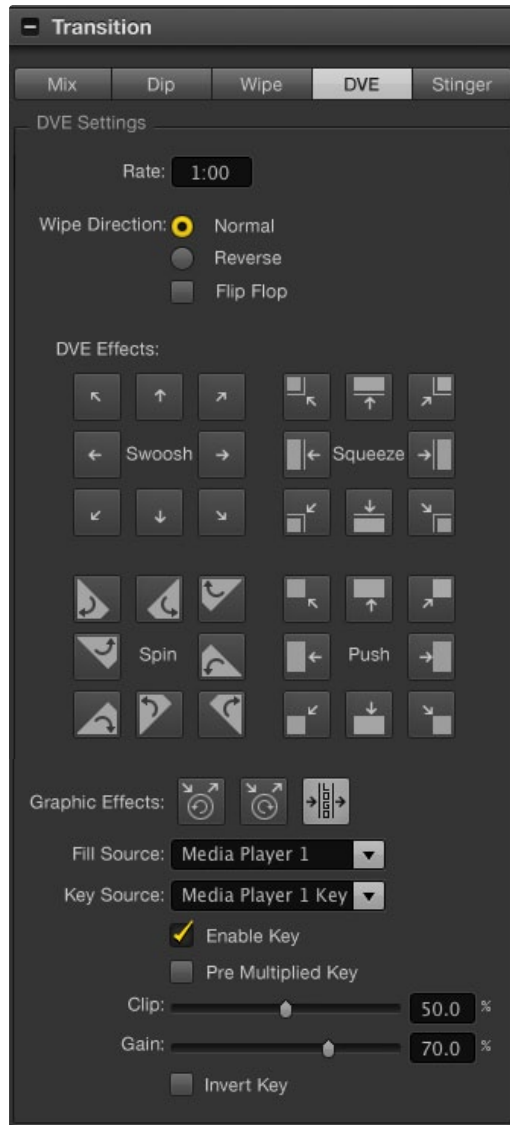 Transition
Mix Dip Wipe DVE Stinger
DVE Settings
Rate: 1:00
Wipe Direction: Normal
Reverse
Flip Flop
DVE Effects:
Swoosh Squeeze
Spin Push
Graphic Effects: LOGO
Fill Source: Media Player 1
Key Source: Media Player 1 Key
Enable Key
Pre Multiplied Key
Clip: 50.0 %
Gain: 70.0 %
Invert Key